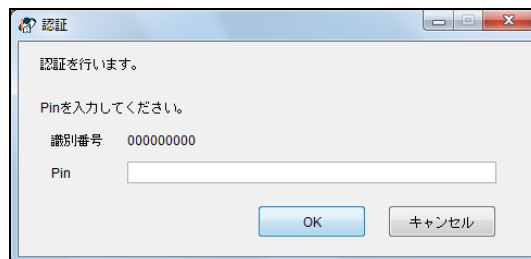 認証
認証を行います。
Pinを入力してください。
識別番号 000000000
Pin
OK キャンセル